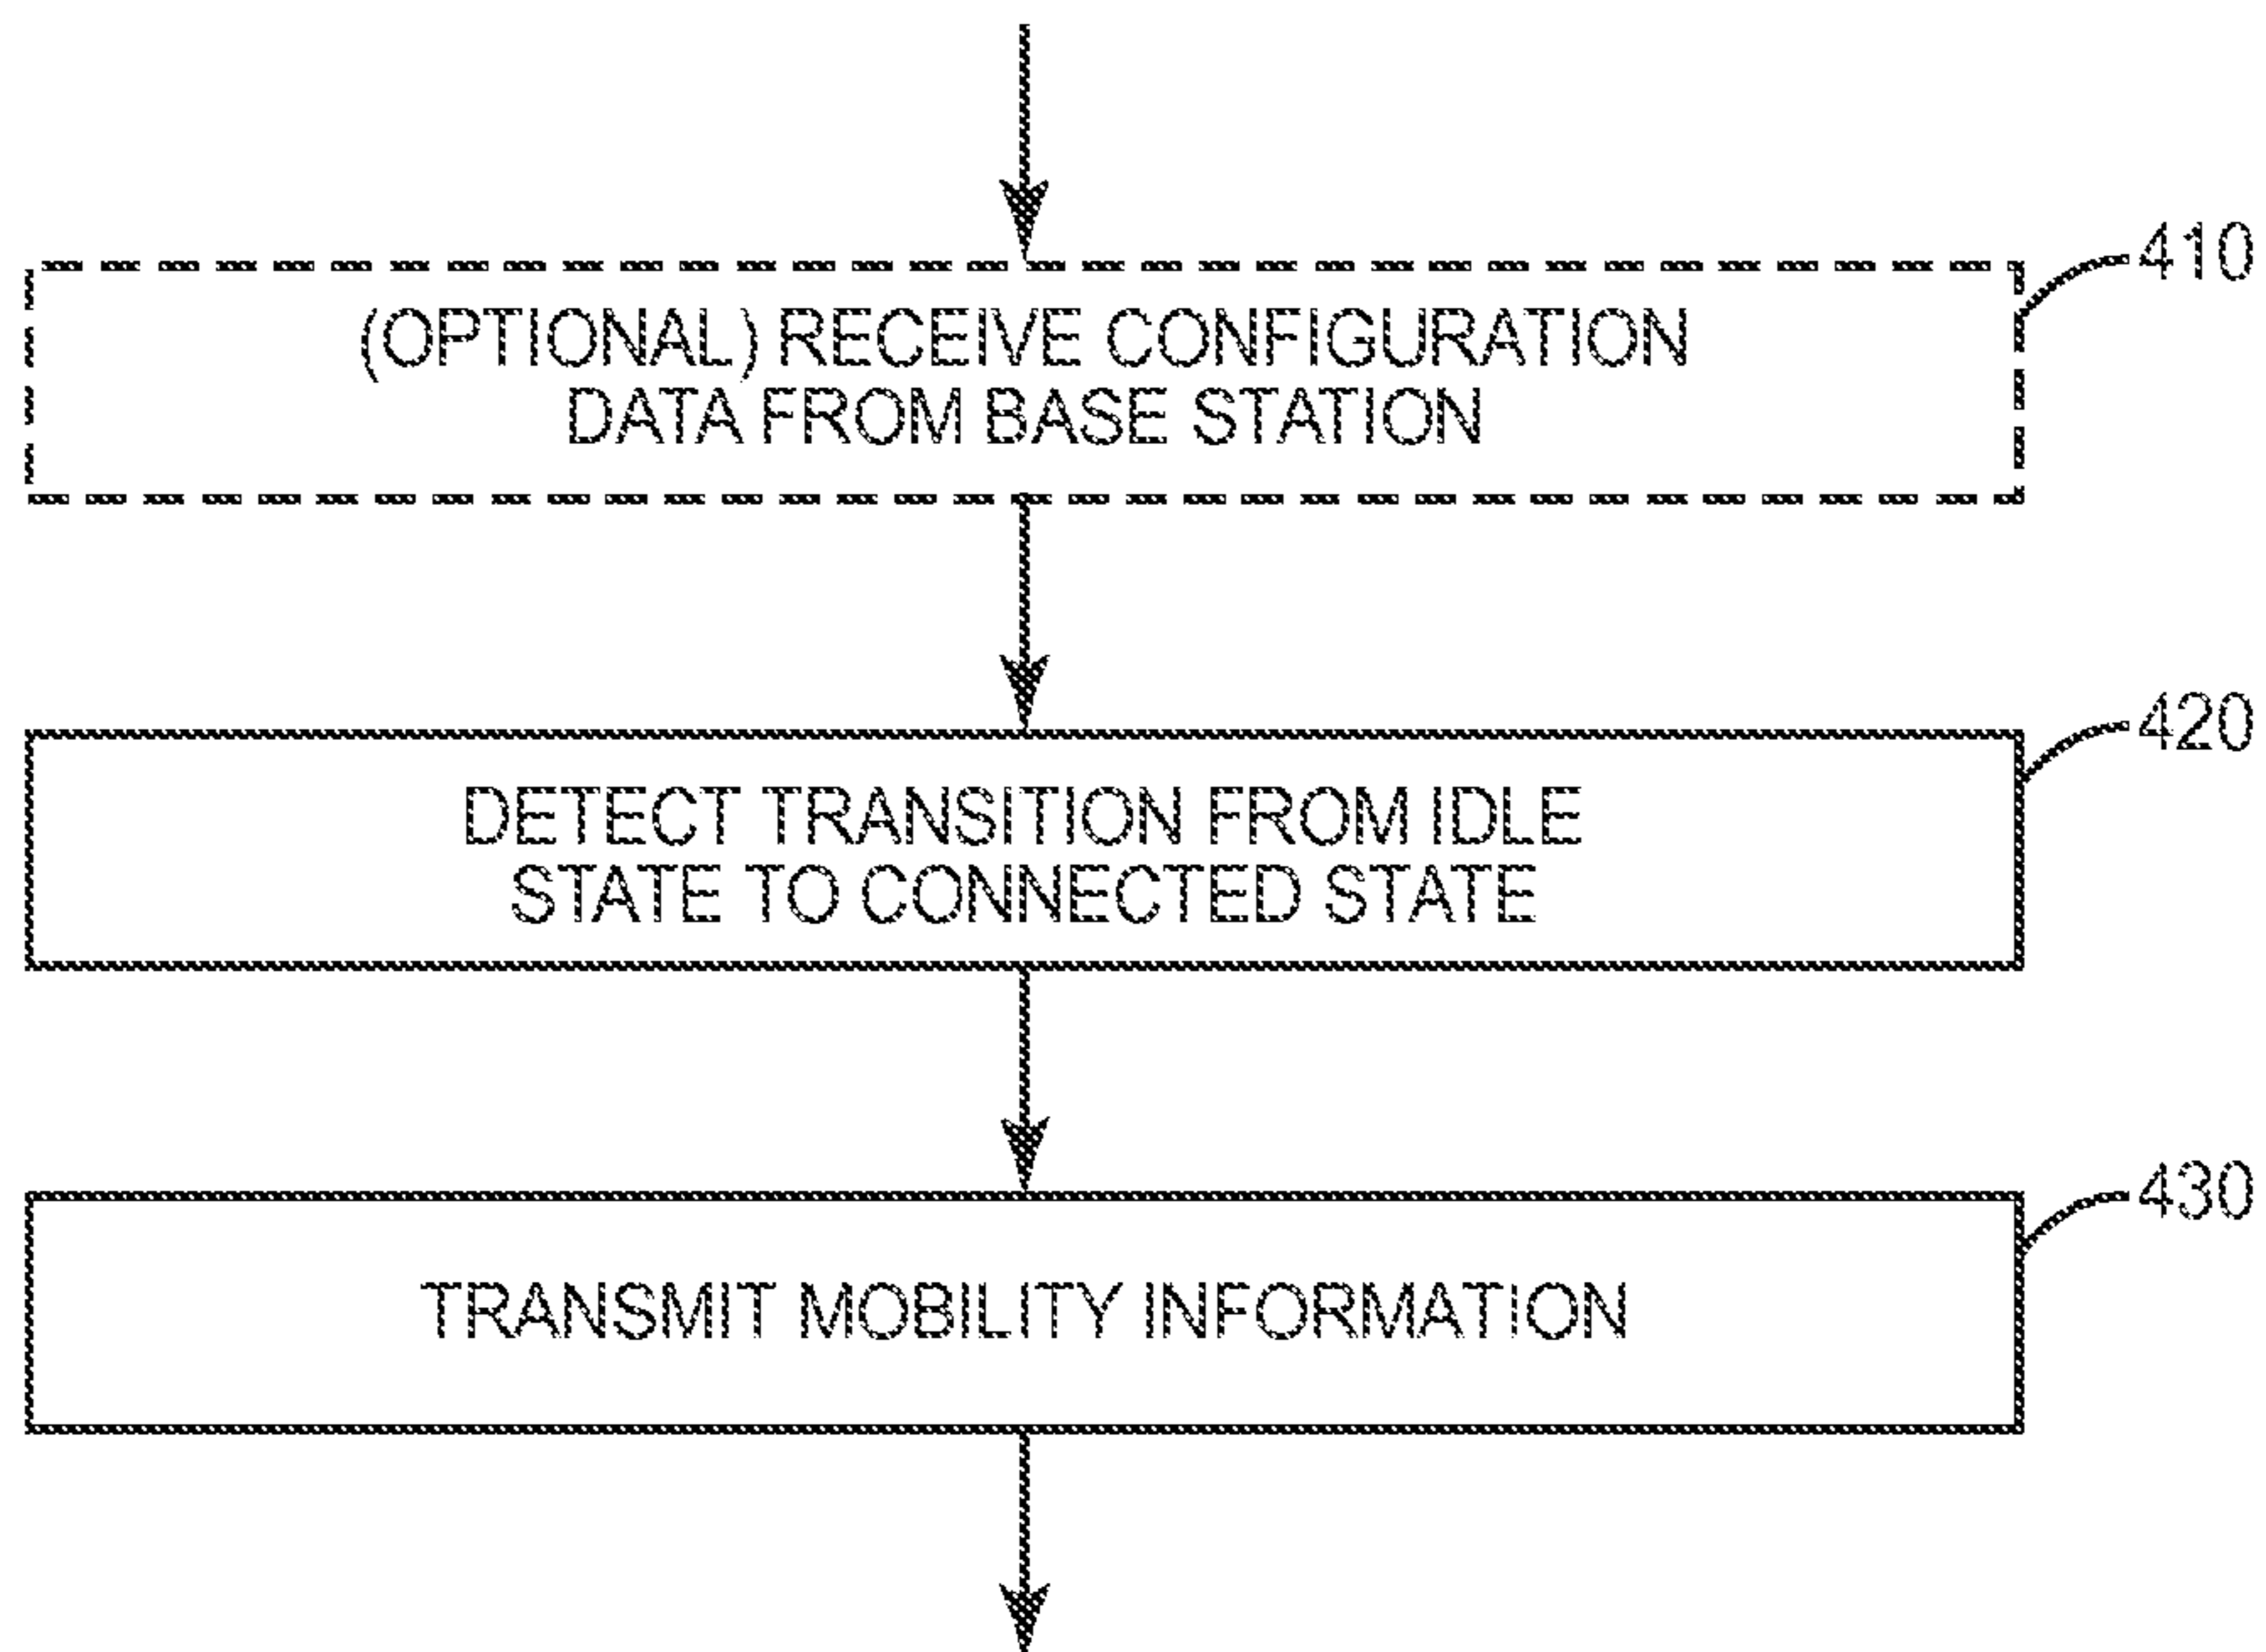 410
(OPTIONAL) RECEIVE CONFIGURATION
DATA FROM BASE STATION
420
DETECT TRANSITION FROM IDLE
STATE TO CONNECTED STATE
430
TRANSMIT MOBILITY INFORMATION